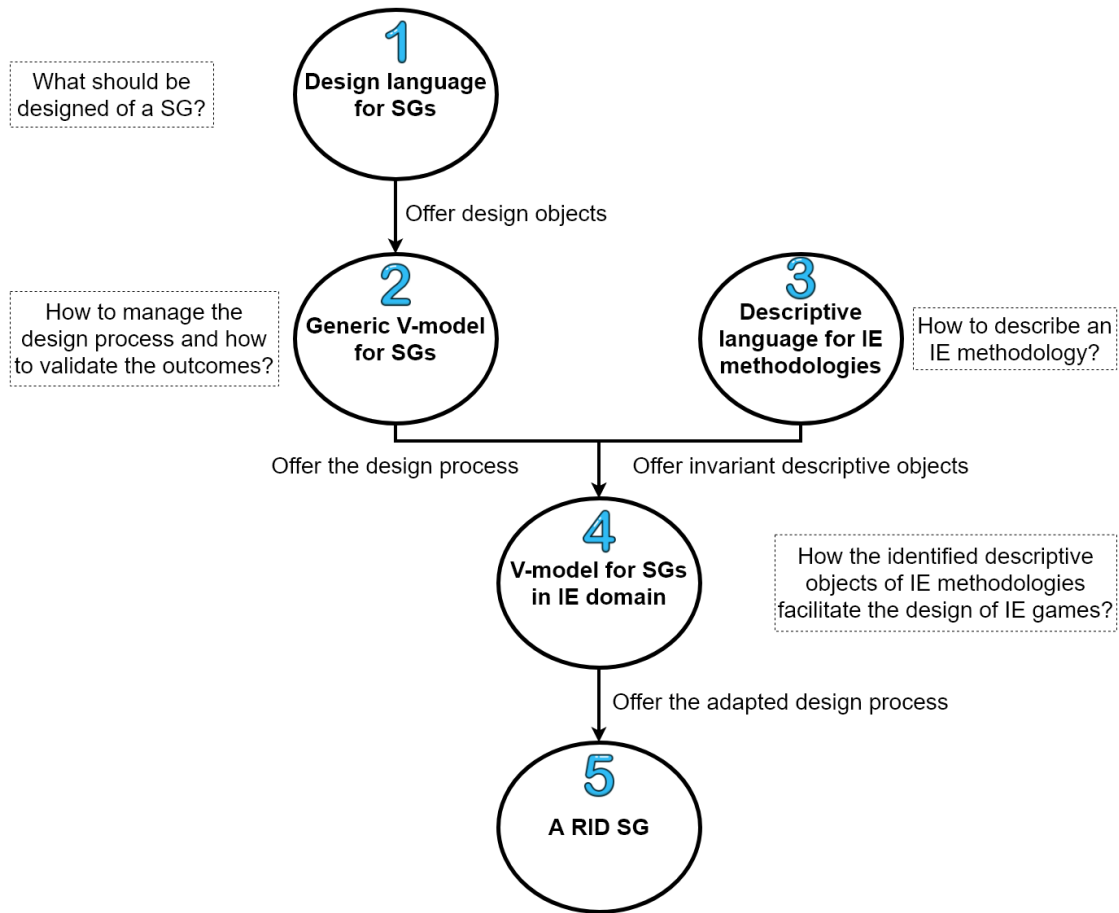 1
Design language
for SGs
What should be
designed of a SG?
Offer design objects
2
Generic V-model
for SGs
How to manage the
design process and how
to validate the outcomes?
3
Descriptive
language for IE
methodologies
How to describe an
IE methodology?
Offer the design process
Offer invariant descriptive objects
4
V-model for SGs
in IE domain
How the identified descriptive
objects of IE methodologies
facilitate the design of IE games?
Offer the adapted design process
5
A RID SG